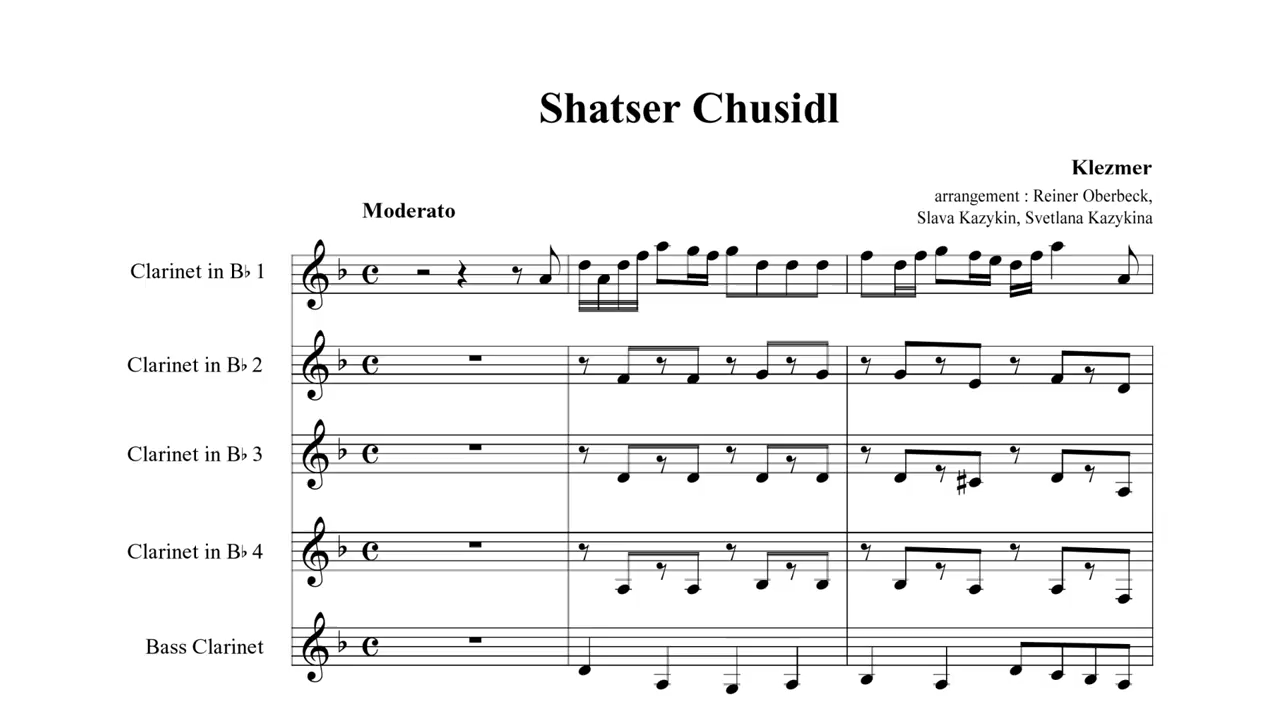 Shatser Chusidl
Klezmer
arrangement : Reiner Oberbeck,
Moderato
Slava Kazykin, Svetlana Kazykina
Clarinet in B♭ 1
Clarinet in B♭ 2
Clarinet in B♭ 3
Clarinet in B♭ 4
Bass Clarinet